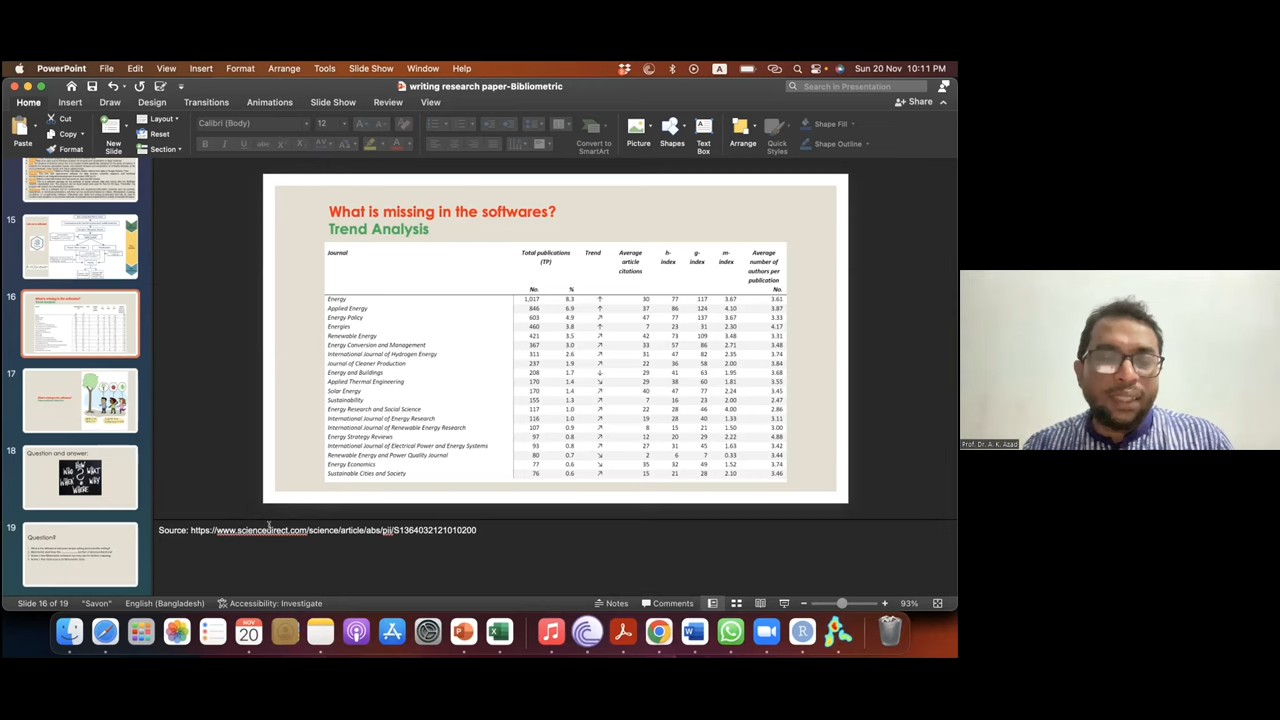 PowerPoint File Edit View Insert Format Arrange Tools Slide Show Window Help A Sun 20 Nov 10:11 PM
writing research paper-Bibliometric Search in Presentation
Home Insert Draw Design Transitions Animations Slide Show Review View Share
Paste Cut Copy Format New Slide Layout Reset Section Calibri (Body) 12 Convert to SmartArt Picture Shapes Text Box Arrange Quick Styles Shape Fill Shape Outline
15
16
17
18
Question and answer:
WHO HOW WHAT
WHEN WHY
WHERE
19
Question?
What is missing in the softwares?
Trend Analysis
Journal Total publications (TP) Trend Average article citations h-index g-index m-index Average number of authors per publication
No. % No.
Energy 1,017 8.3 ↑ 30 77 117 3.67 3.61
Applied Energy 846 6.9 ↑ 37 86 124 4.10 3.87
Energy Policy 603 4.9 ↗ 42 77 137 3.67 3.33
Energies 460 3.8 ↑ 7 23 31 2.30 4.17
Renewable Energy 421 3.5 ↗ 42 73 109 3.48 3.31
Energy Conversion and Management 367 3.0 ↗ 33 57 86 2.71 3.48
International Journal of Hydrogen Energy 311 2.6 ↗ 31 47 82 2.35 3.74
Journal of Cleaner Production 237 1.9 ↗ 22 36 58 2.00 3.84
Energy and Buildings 208 1.7 ↓ 29 41 63 1.95 3.68
Applied Thermal Engineering 170 1.4 ↘ 29 38 60 1.81 3.55
Solar Energy 170 1.4 ↗ 40 47 77 2.24 3.45
Sustainability 155 1.3 ↗ 7 16 23 2.00 2.47
Energy Research and Social Science 117 1.0 ↗ 22 28 46 4.00 2.86
International Journal of Energy Research 116 1.0 ↗ 19 28 40 1.33 3.11
International Journal of Renewable Energy Research 107 0.9 ↗ 8 15 21 1.50 3.00
Energy Strategy Reviews 97 0.8 ↗ 12 20 29 2.22 4.88
International Journal of Electrical Power and Energy Systems 93 0.8 ↗ 27 31 45 1.63 3.42
Renewable Energy and Power Quality Journal 80 0.7 ↘ 2 6 7 0.33 3.44
Energy Economics 77 0.6 ↘ 35 32 49 1.52 3.74
Sustainable Cities and Society 76 0.6 ↗ 15 21 28 2.10 3.46
Source: https://www.sciencedirect.com/science/article/abs/pii/S1364032121010200
Slide 16 of 19 "Savon" English (Bangladesh) Accessibility: Investigate Notes Comments 93%
NOV
20
Prof. Dr. A. K. Azad